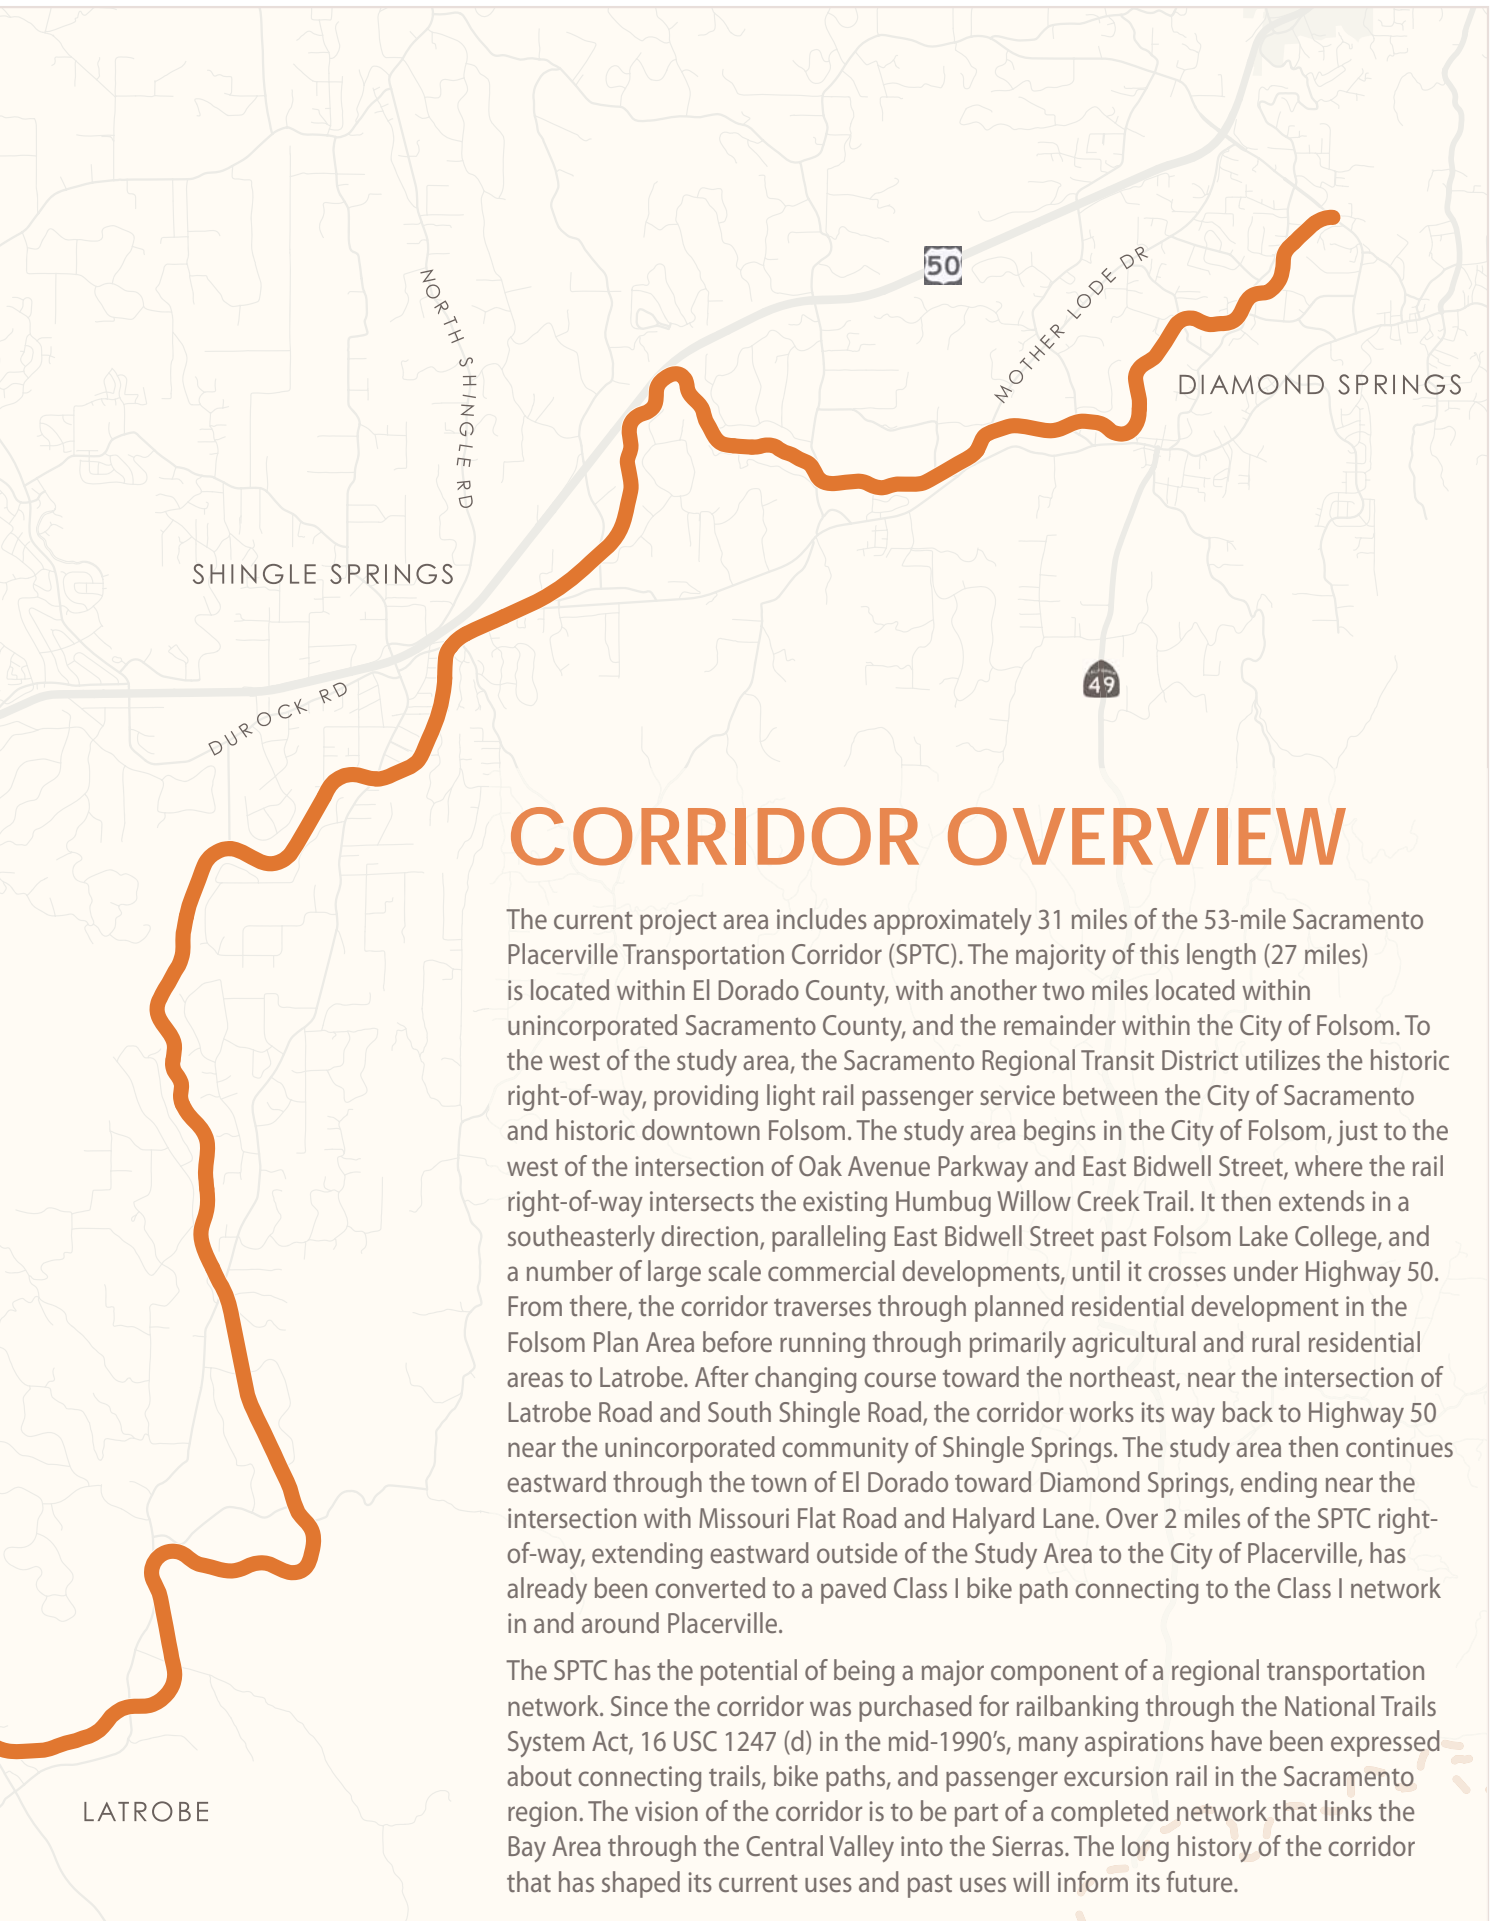 50
MOTHER LODE DR
NORTH SHINGLE RD
DIAMOND SPRINGS
SHINGLE SPRINGS
49
DUROCK RD
CORRIDOR OVERVIEW
The current project area includes approximately 31 miles of the 53-mile Sacramento
Placerville Transportation Corridor (SPTC). The majority of this length (27 miles)
is located within El Dorado County, with another two miles located within
unincorporated Sacramento County, and the remainder within the City of Folsom. To
the west of the study area, the Sacramento Regional Transit District utilizes the historic
right-of-way, providing light rail passenger service between the City of Sacramento
and historic downtown Folsom. The study area begins in the City of Folsom, just to the
west of the intersection of Oak Avenue Parkway and East Bidwell Street, where the rail
right-of-way intersects the existing Humbug Willow Creek Trail. It then extends in a
southeasterly direction, paralleling East Bidwell Street past Folsom Lake College, and
a number of large scale commercial developments, until it crosses under Highway 50.
From there, the corridor traverses through planned residential development in the
Folsom Plan Area before running through primarily agricultural and rural residential
areas to Latrobe. After changing course toward the northeast, near the intersection of
Latrobe Road and South Shingle Road, the corridor works its way back to Highway 50
near the unincorporated community of Shingle Springs. The study area then continues
eastward through the town of El Dorado toward Diamond Springs, ending near the
intersection with Missouri Flat Road and Halyard Lane. Over 2 miles of the SPTC right-
of-way, extending eastward outside of the Study Area to the City of Placerville, has
already been converted to a paved Class I bike path connecting to the Class I network
in and around Placerville.
The SPTC has the potential of being a major component of a regional transportation
network. Since the corridor was purchased for railbanking through the National Trails
System Act, 16 USC 1247 (d) in the mid-1990's, many aspirations have been expressed
about connecting trails, bike paths, and passenger excursion rail in the Sacramento
region. The vision of the corridor is to be part of a completed network that links the
Bay Area through the Central Valley into the Sierras. The long history of the corridor
that has shaped its current uses and past uses will inform its future.
LATROBE